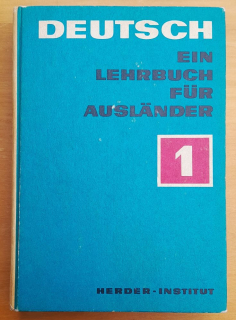 DEUTSCH
EIN
LEHRBUCH
FÜR
AUSLÄNDER
1
HERDER-INSTITUT